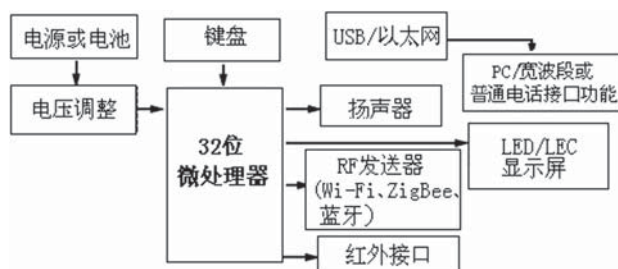 电源或电池
键盘
USB/以太网
PC/宽波段或
普通电话接口功能
电压调整
32位
微处理器
扬声器
LED/LEC
显示屏
RF发送器
(Wi-Fi、ZigBee、
蓝牙)
红外接口